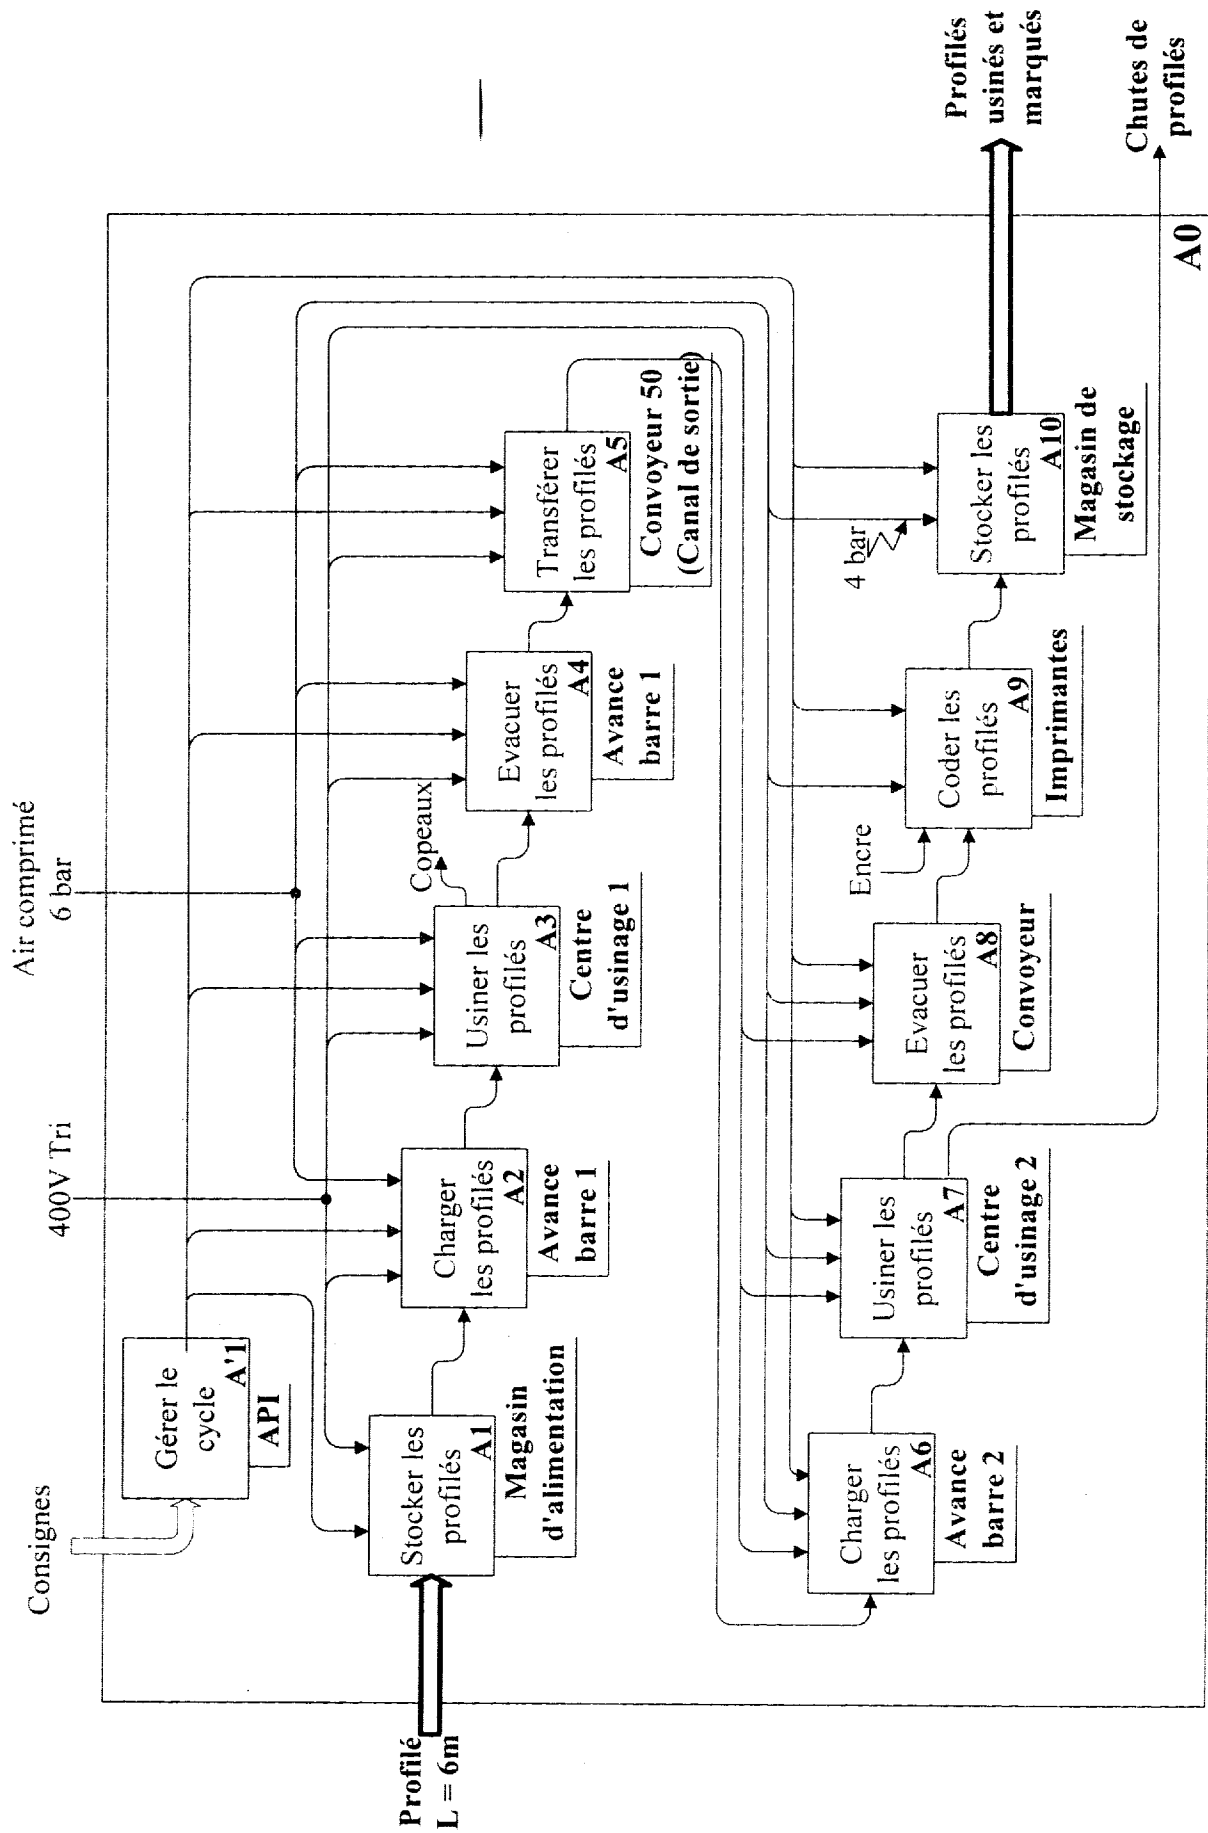 Consignes
400V Tri
Air comprimé
6 bar
Gérer le
cycle
A'1
API
Profilé
L = 6m
Stocker les
profilés
A1
Magasin
d'alimentation
Charger
les profilés
A2
Avance
barre 1
Usiner les
profilés
A3
Centre
d'usinage 1
Copeaux
Evacuer
les profilés
A4
Avance
barre 1
Transférer
les profilés
A5
Convoyeur 50
(Canal de sortie)
Charger
les profilés
A6
Avance
barre 2
Usiner les
profilés
A7
Centre
d'usinage 2
Evacuer
les profilés
A8
Convoyeur
Encre
Coder les
profilés
A9
Imprimantes
4 bar
Stocker les
profilés
A10
Magasin de
stockage
Profilés
usinés et
marqués
Chutes de
profilés
A0